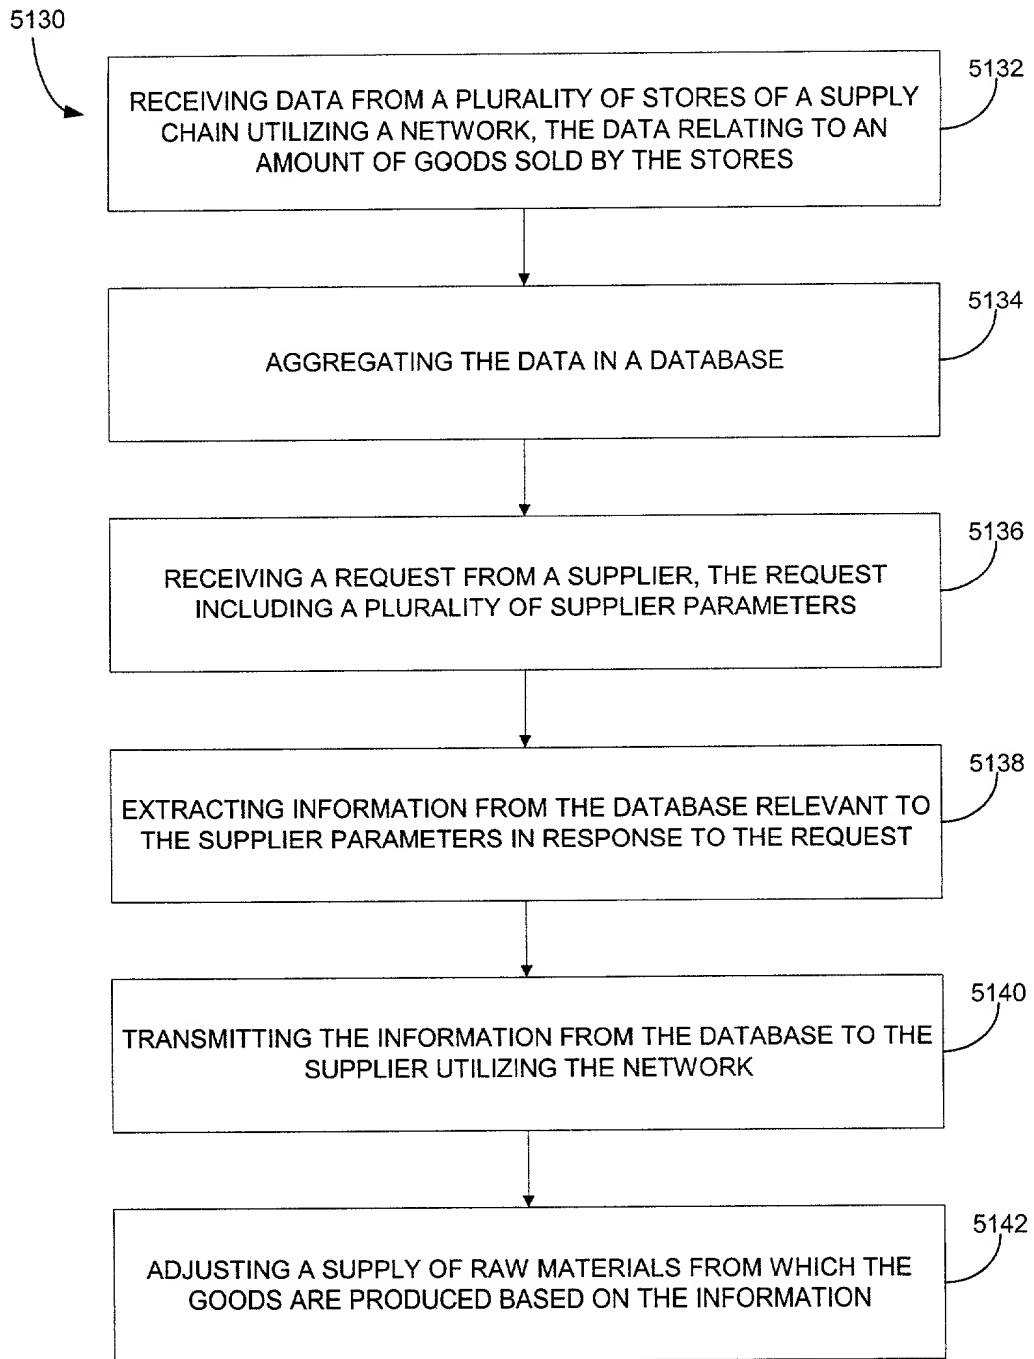 5130
5132
RECEIVING DATA FROM A PLURALITY OF STORES OF A SUPPLY
CHAIN UTILIZING A NETWORK, THE DATA RELATING TO AN
AMOUNT OF GOODS SOLD BY THE STORES
5134
AGGREGATING THE DATA IN A DATABASE
5136
RECEIVING A REQUEST FROM A SUPPLIER, THE REQUEST
INCLUDING A PLURALITY OF SUPPLIER PARAMETERS
5138
EXTRACTING INFORMATION FROM THE DATABASE RELEVANT TO
THE SUPPLIER PARAMETERS IN RESPONSE TO THE REQUEST
5140
TRANSMITTING THE INFORMATION FROM THE DATABASE TO THE
SUPPLIER UTILIZING THE NETWORK
5142
ADJUSTING A SUPPLY OF RAW MATERIALS FROM WHICH THE
GOODS ARE PRODUCED BASED ON THE INFORMATION